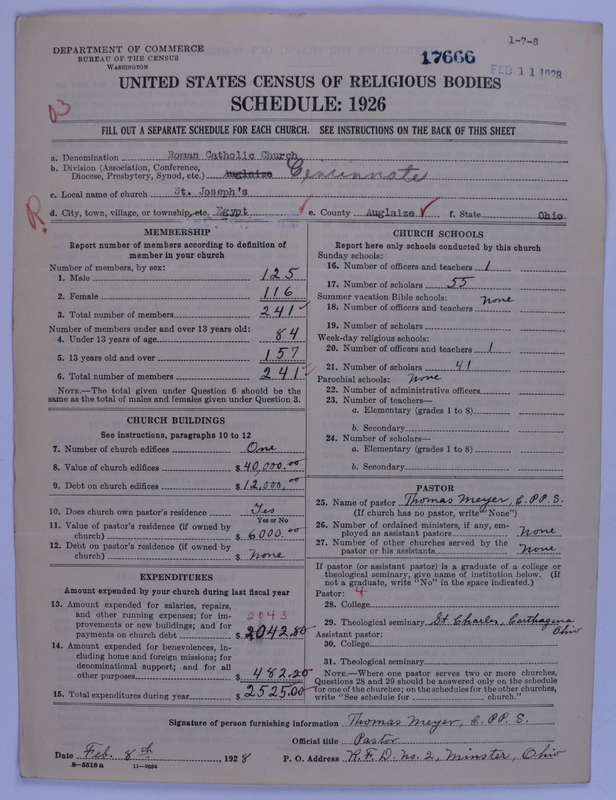 1-7-8
DEPARTMENT OF COMMERCE
BUREAU OF THE CENSUS
WASHINGTON
17666
FEB 11 1928
UNITED STATES CENSUS OF RELIGIOUS BODIES
SCHEDULE: 1926
FILL OUT A SEPARATE SCHEDULE FOR EACH CHURCH. SEE INSTRUCTIONS ON THE BACK OF THIS SHEET
a. Denomination Roman Catholic Church
b. Division (Association, Conference, Diocese, Presbytery, Synod, etc.) Auglaize Cincinnate
c. Local name of church St. Joseph's
d. City, town, village, or township, etc. Egypt e. County Auglaize f. State Ohio
MEMBERSHIP
Report number of members according to definition of member in your church
Number of members, by sex:
1. Male 125
2. Female 116
3. Total number of members 241
Number of members under and over 13 years old:
4. Under 13 years of age 84
5. 13 years old and over 157
6. Total number of members 241
NOTE.—The total given under Question 6 should be the same as the total of males and females given under Question 3.
CHURCH BUILDINGS
See instructions, paragraphs 10 to 12
7. Number of church edifices One
8. Value of church edifices $ 40,000.00
9. Debt on church edifices $ 12,000.00
10. Does church own pastor's residence Yes
Yes or No
11. Value of pastor's residence (if owned by church) $ 6000.00
12. Debt on pastor's residence (if owned by church) $ None
EXPENDITURES
Amount expended by your church during last fiscal year
13. Amount expended for salaries, repairs, and other running expenses; for improvements or new buildings; and for payments on church debt $ 2042.80
2043
14. Amount expended for benevolences, including home and foreign missions; for denominational support; and for all other purposes $ 482.20
15. Total expenditures during year $ 2525.00
CHURCH SCHOOLS
Report here only schools conducted by this church
Sunday schools:
16. Number of officers and teachers 1
17. Number of scholars 55
Summer vacation Bible schools: None
18. Number of officers and teachers
19. Number of scholars
Week-day religious schools:
20. Number of officers and teachers 1
21. Number of scholars 41
Parochial schools: None
22. Number of administrative officers
23. Number of teachers—
a. Elementary (grades 1 to 8)
b. Secondary
24. Number of scholars—
a. Elementary (grades 1 to 8)
b. Secondary
PASTOR
25. Name of pastor Thomas Meyer, C.PP.S.
(If church has no pastor, write "None")
26. Number of ordained ministers, if any, employed as assistant pastors None
27. Number of other churches served by the pastor or his assistants None
If pastor (or assistant pastor) is a graduate of a college or theological seminary, give name of institution below. (If not a graduate, write "No" in the space indicated.)
Pastor: 4
28. College
29. Theological seminary St. Charles, Carthagena Ohio
Assistant pastor:
30. College
31. Theological seminary
NOTE.—Where one pastor serves two or more churches, Questions 28 and 29 should be answered only on the schedule for one of the churches; on the schedules for the other churches, write "See schedule for church."
Signature of person furnishing information Thomas Meyer, C.PP.S.
Official title Pastor
Date Feb. 8th, 1928 P. O. Address R.F.D. No. 2, Minster, Ohio
8-5518 a 11-9034